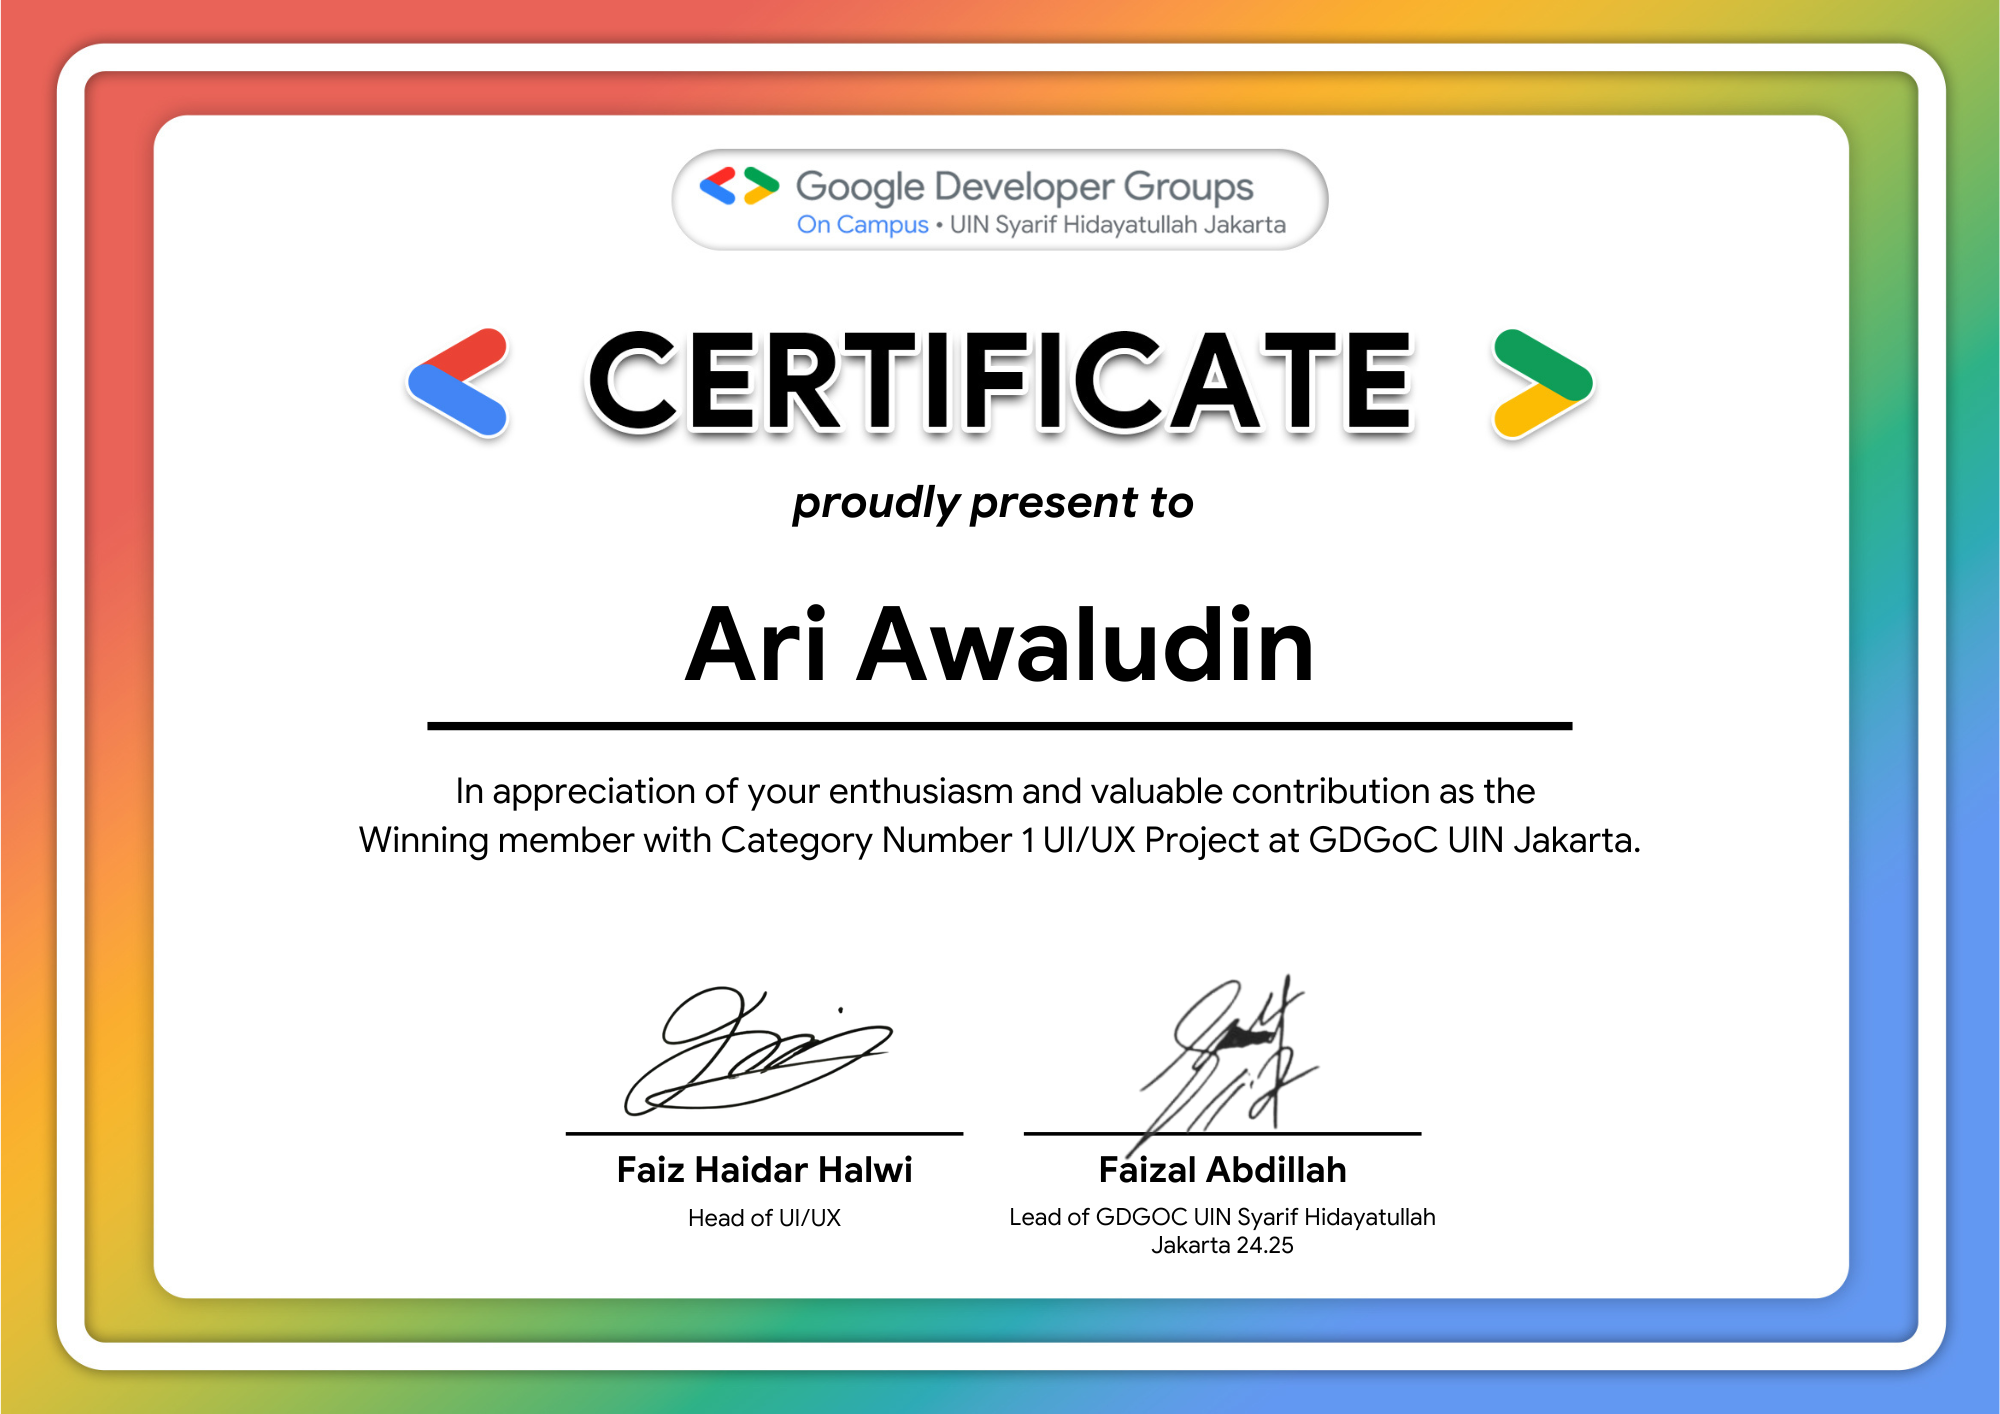 Google Developer Groups
On Campus • UIN Syarif Hidayatullah Jakarta
CERTIFICATE
proudly present to
Ari Awaludin
In appreciation of your enthusiasm and valuable contribution as the
Winning member with Category Number 1 UI/UX Project at GDGoC UIN Jakarta.
Faiz Haidar Halwi
Head of UI/UX
Faizal Abdillah
Lead of GDGOC UIN Syarif Hidayatullah
Jakarta 24.25